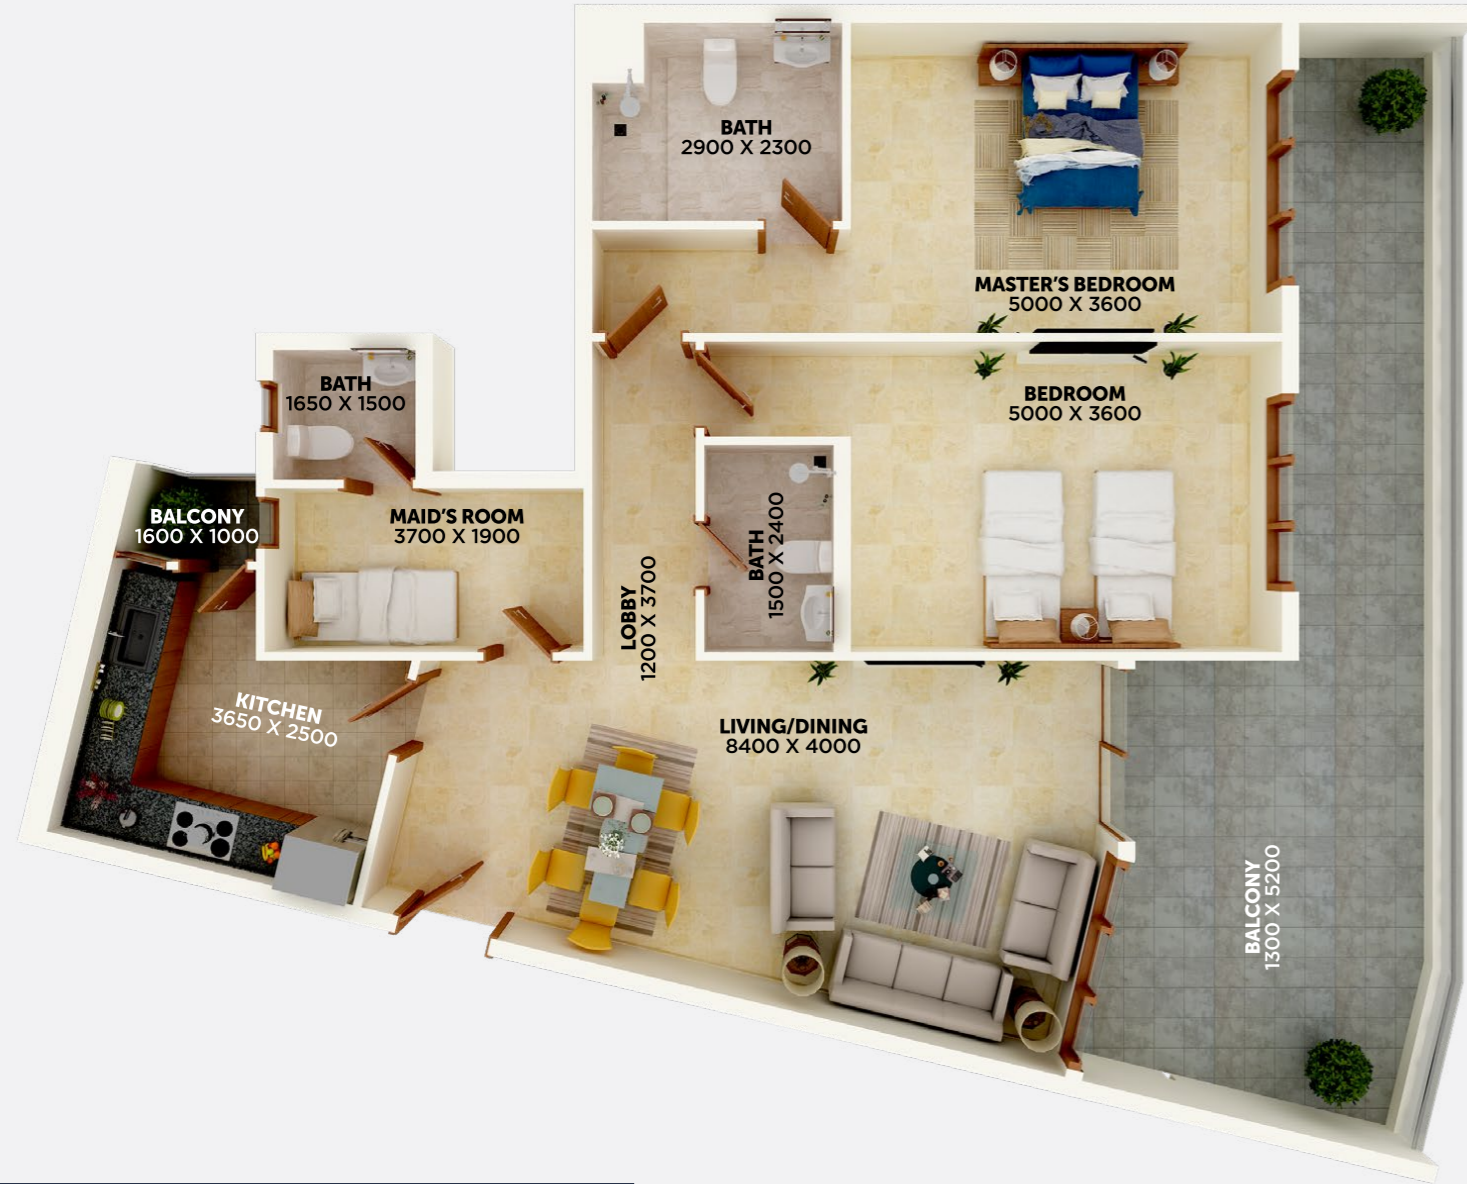 BATH
2900 X 2300
MASTER'S BEDROOM
5000 X 3600
BATH
1650 X 1500
BEDROOM
5000 X 3600
BALCONY
1600 X 1000
MAID'S ROOM
3700 X 1900
BATH
1500 X 2400
LOBBY
1200 X 3700
KITCHEN
3650 X 2500
LIVING/DINING
8400 X 4000
BALCONY
1300 X 5200